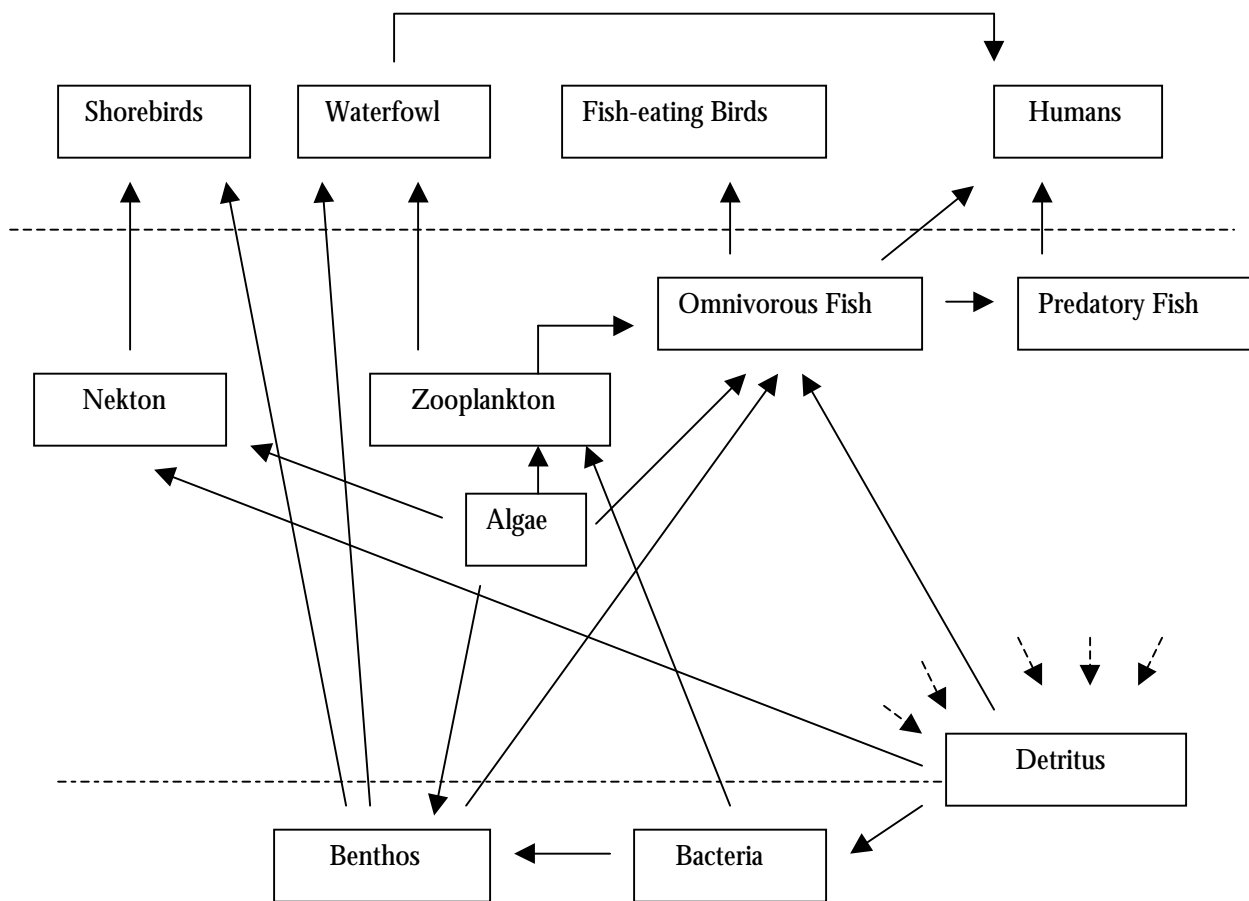 Shorebirds
Waterfowl
Fish-eating Birds
Humans
Omnivorous Fish
Predatory Fish
Nekton
Zooplankton
Algae
Detritus
Benthos
Bacteria